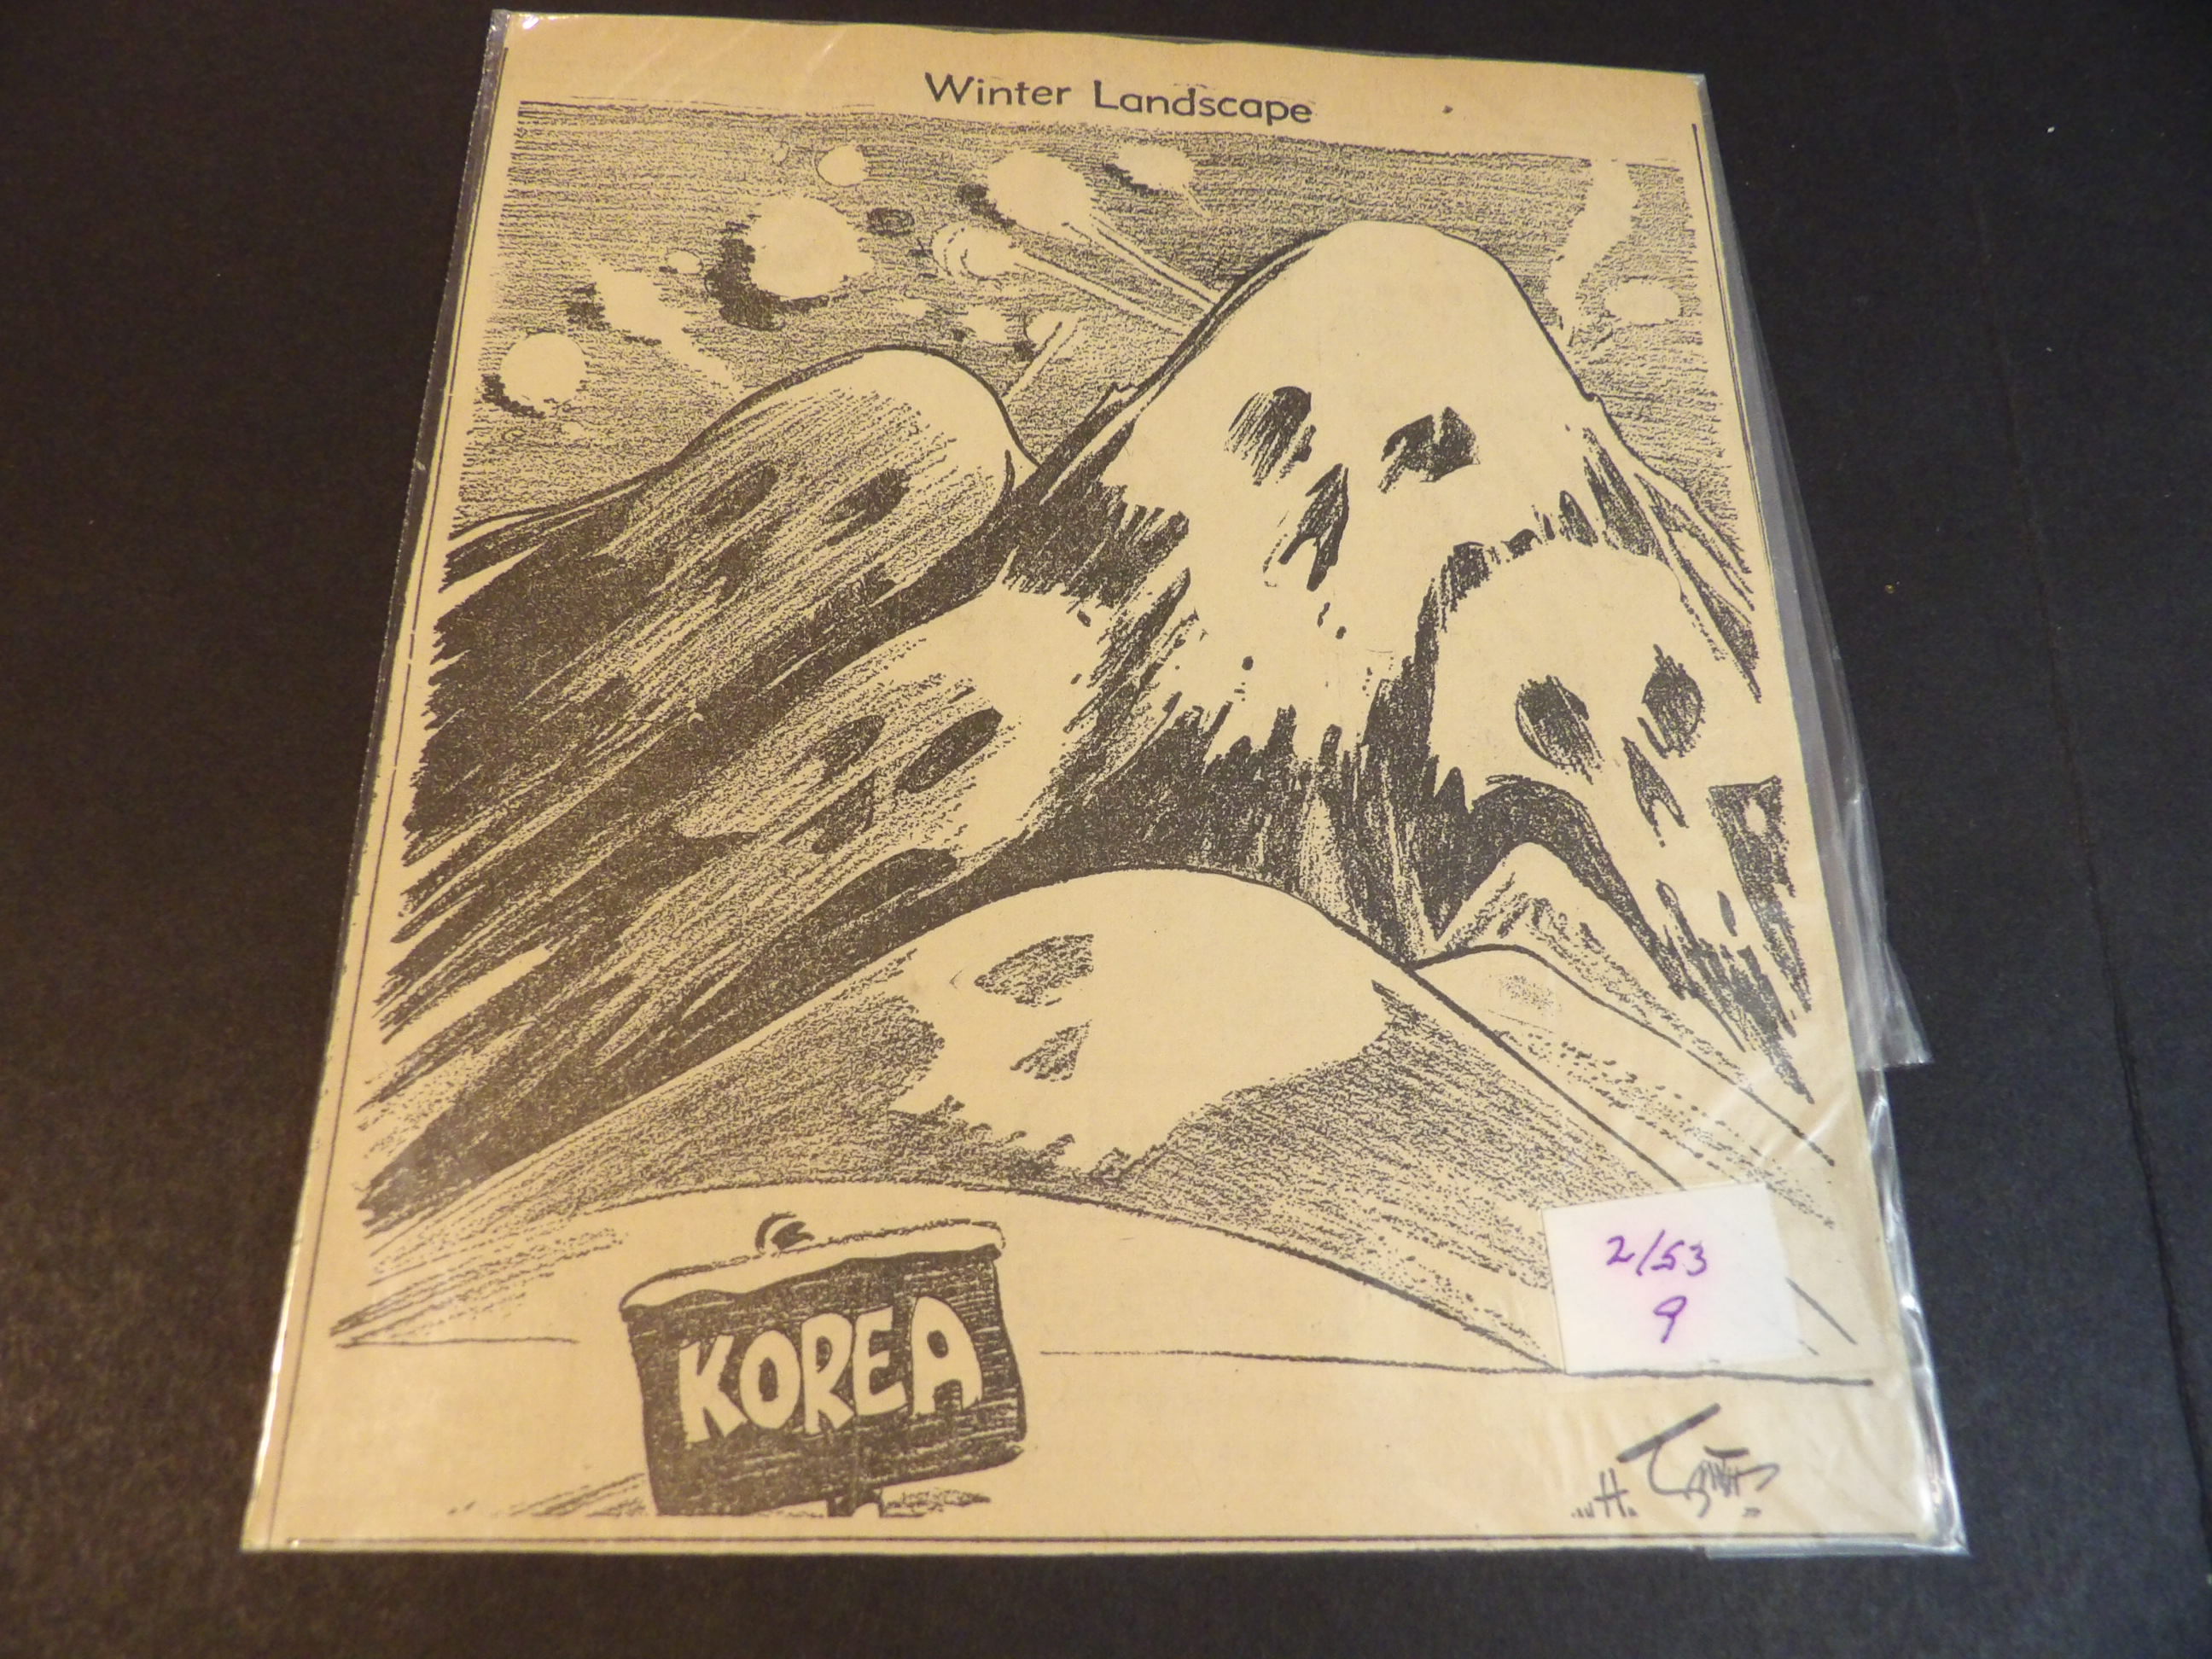 Winter Landscape
KOREA
2/53
9